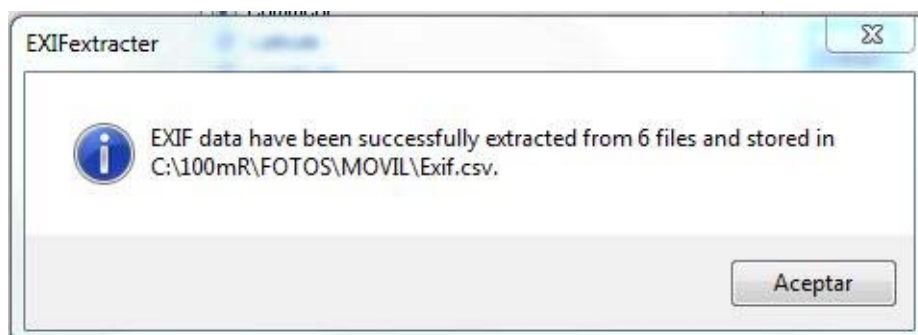 EXIFextracter
EXIF data have been successfully extracted from 6 files and stored in
C:\100mR\FOTOS\MOVIL\Exif.csv.
Aceptar